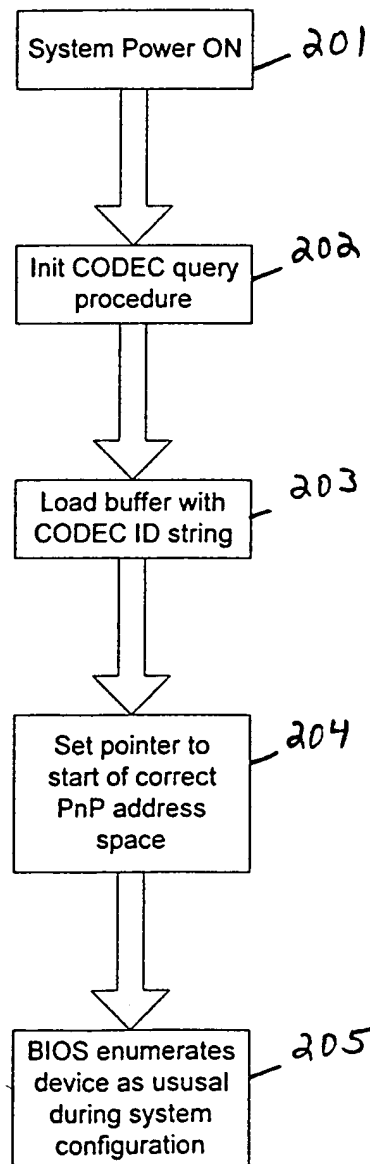 System Power ON
201
Init CODEC query
procedure
202
Load buffer with
CODEC ID string
203
Set pointer to
start of correct
PnP address
space
204
BIOS enumerates
device as ususal
during system
configuration
205